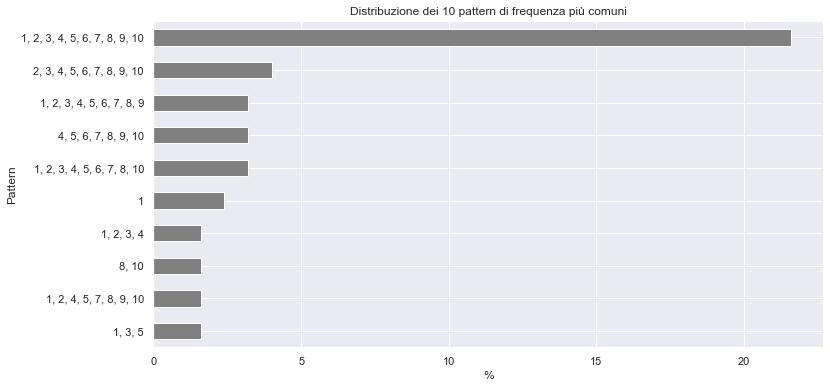 Distribuzione dei 10 pattern di frequenza più comuni
Pattern
1, 2, 3, 4, 5, 6, 7, 8, 9, 10
2, 3, 4, 5, 6, 7, 8, 9, 10
1, 2, 3, 4, 5, 6, 7, 8, 9
4, 5, 6, 7, 8, 9, 10
1, 2, 3, 4, 5, 6, 7, 8, 10
1
1, 2, 3, 4
8, 10
1, 2, 4, 5, 7, 8, 9, 10
1, 3, 5
0 5 10 15 20
%